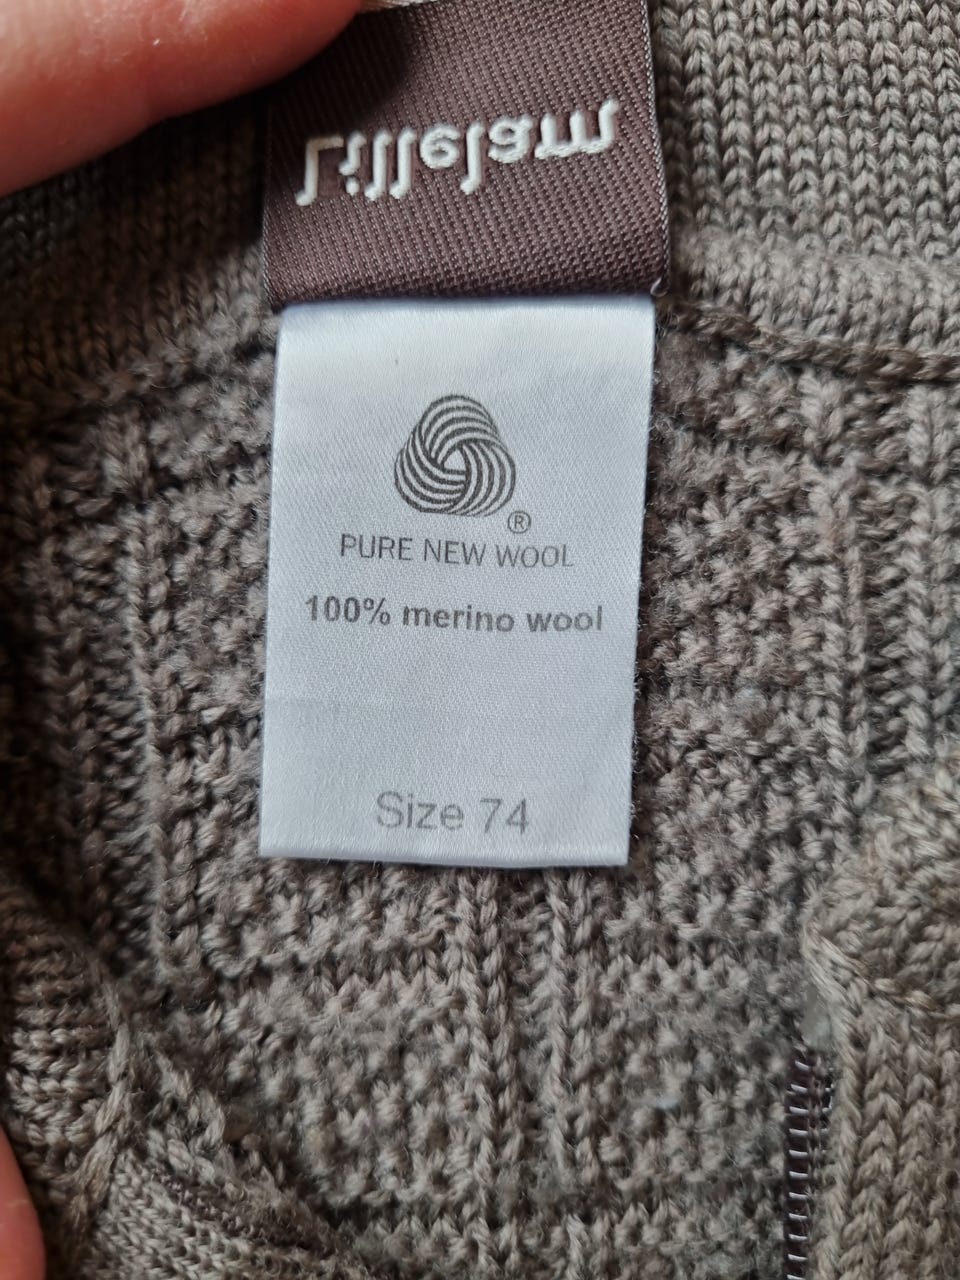 Lillelam
®
PURE NEW WOOL
100% merino wool
Size 74